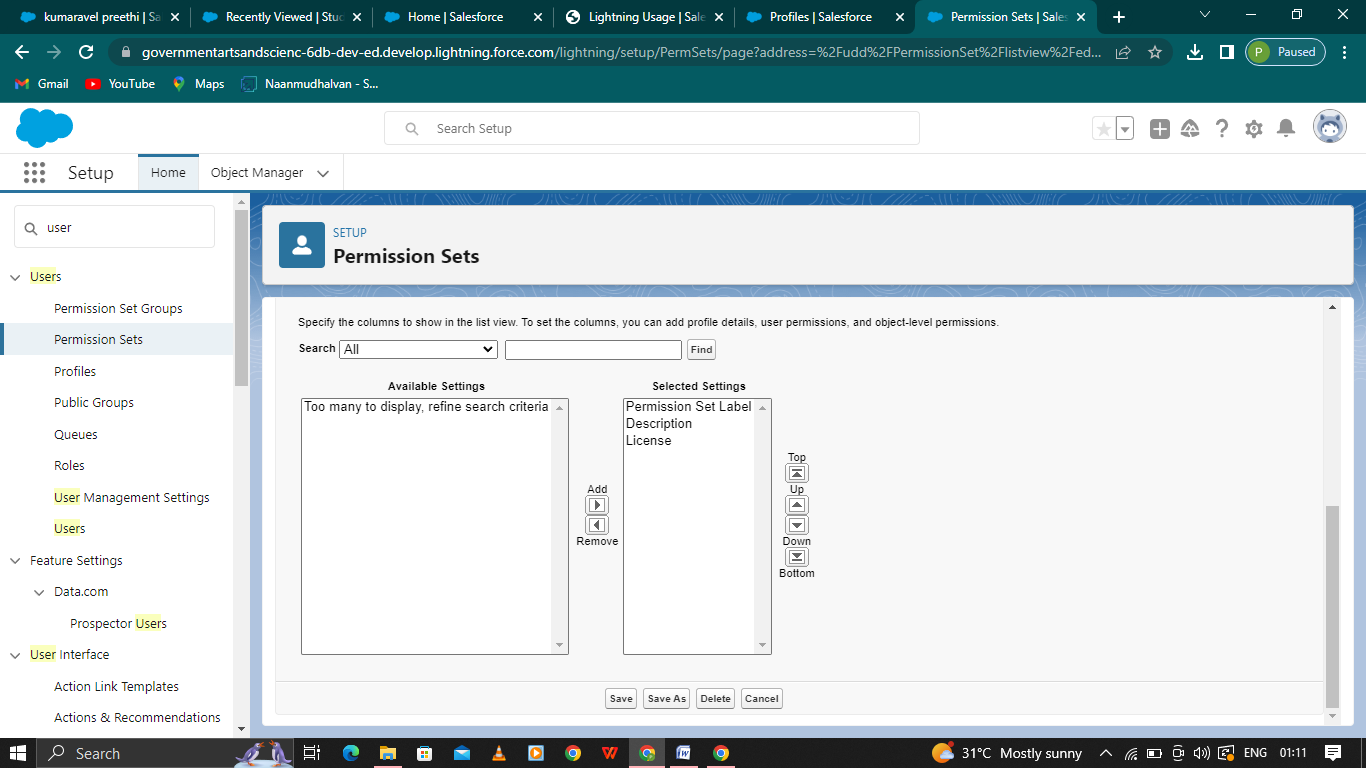 kumaravel preethi | Sa
Recently Viewed | Stud
Home | Salesforce
Lightning Usage | Sale
Profiles | Salesforce
Permission Sets | Sales
governmentartsandscienc-6db-dev-ed.develop.lightning.force.com/lightning/setup/PermSets/page?address=%2Fudd%2FPermissionSet%2Flistview%2Fed...
P Paused
Gmail
YouTube
Maps
Naanmudhalvan - S...
Search Setup
Setup
Home
Object Manager
user
Users
Permission Set Groups
Permission Sets
Profiles
Public Groups
Queues
Roles
User Management Settings
Users
Feature Settings
Data.com
Prospector Users
User Interface
Action Link Templates
Actions & Recommendations
SETUP
Permission Sets
Specify the columns to show in the list view. To set the columns, you can add profile details, user permissions, and object-level permissions.
Search All Find
Available Settings
Too many to display, refine search criteria
Add
Remove
Selected Settings
Permission Set Label
Description
License
Top
Up
Down
Bottom
Save Save As Delete Cancel
Search
31°C Mostly sunny
ENG
01:11